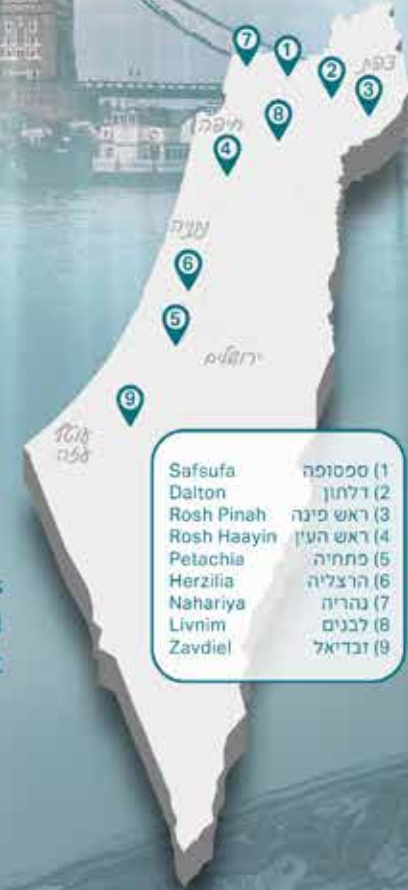 7
1
2
צפת
3
חיפה
8
4
6
5
ירושלים
9
עוטף
עזה
1) ספסופה Safsufa
2) דלתון Dalton
3) ראש פינה Rosh Pinah
4) ראש העין Rosh Haayin
5) פתחיה Petachia
6) הרצליה Herzilia
7) נהריה Nahariya
8) לבנים Livnim
9) זבדיאל Zavdiel